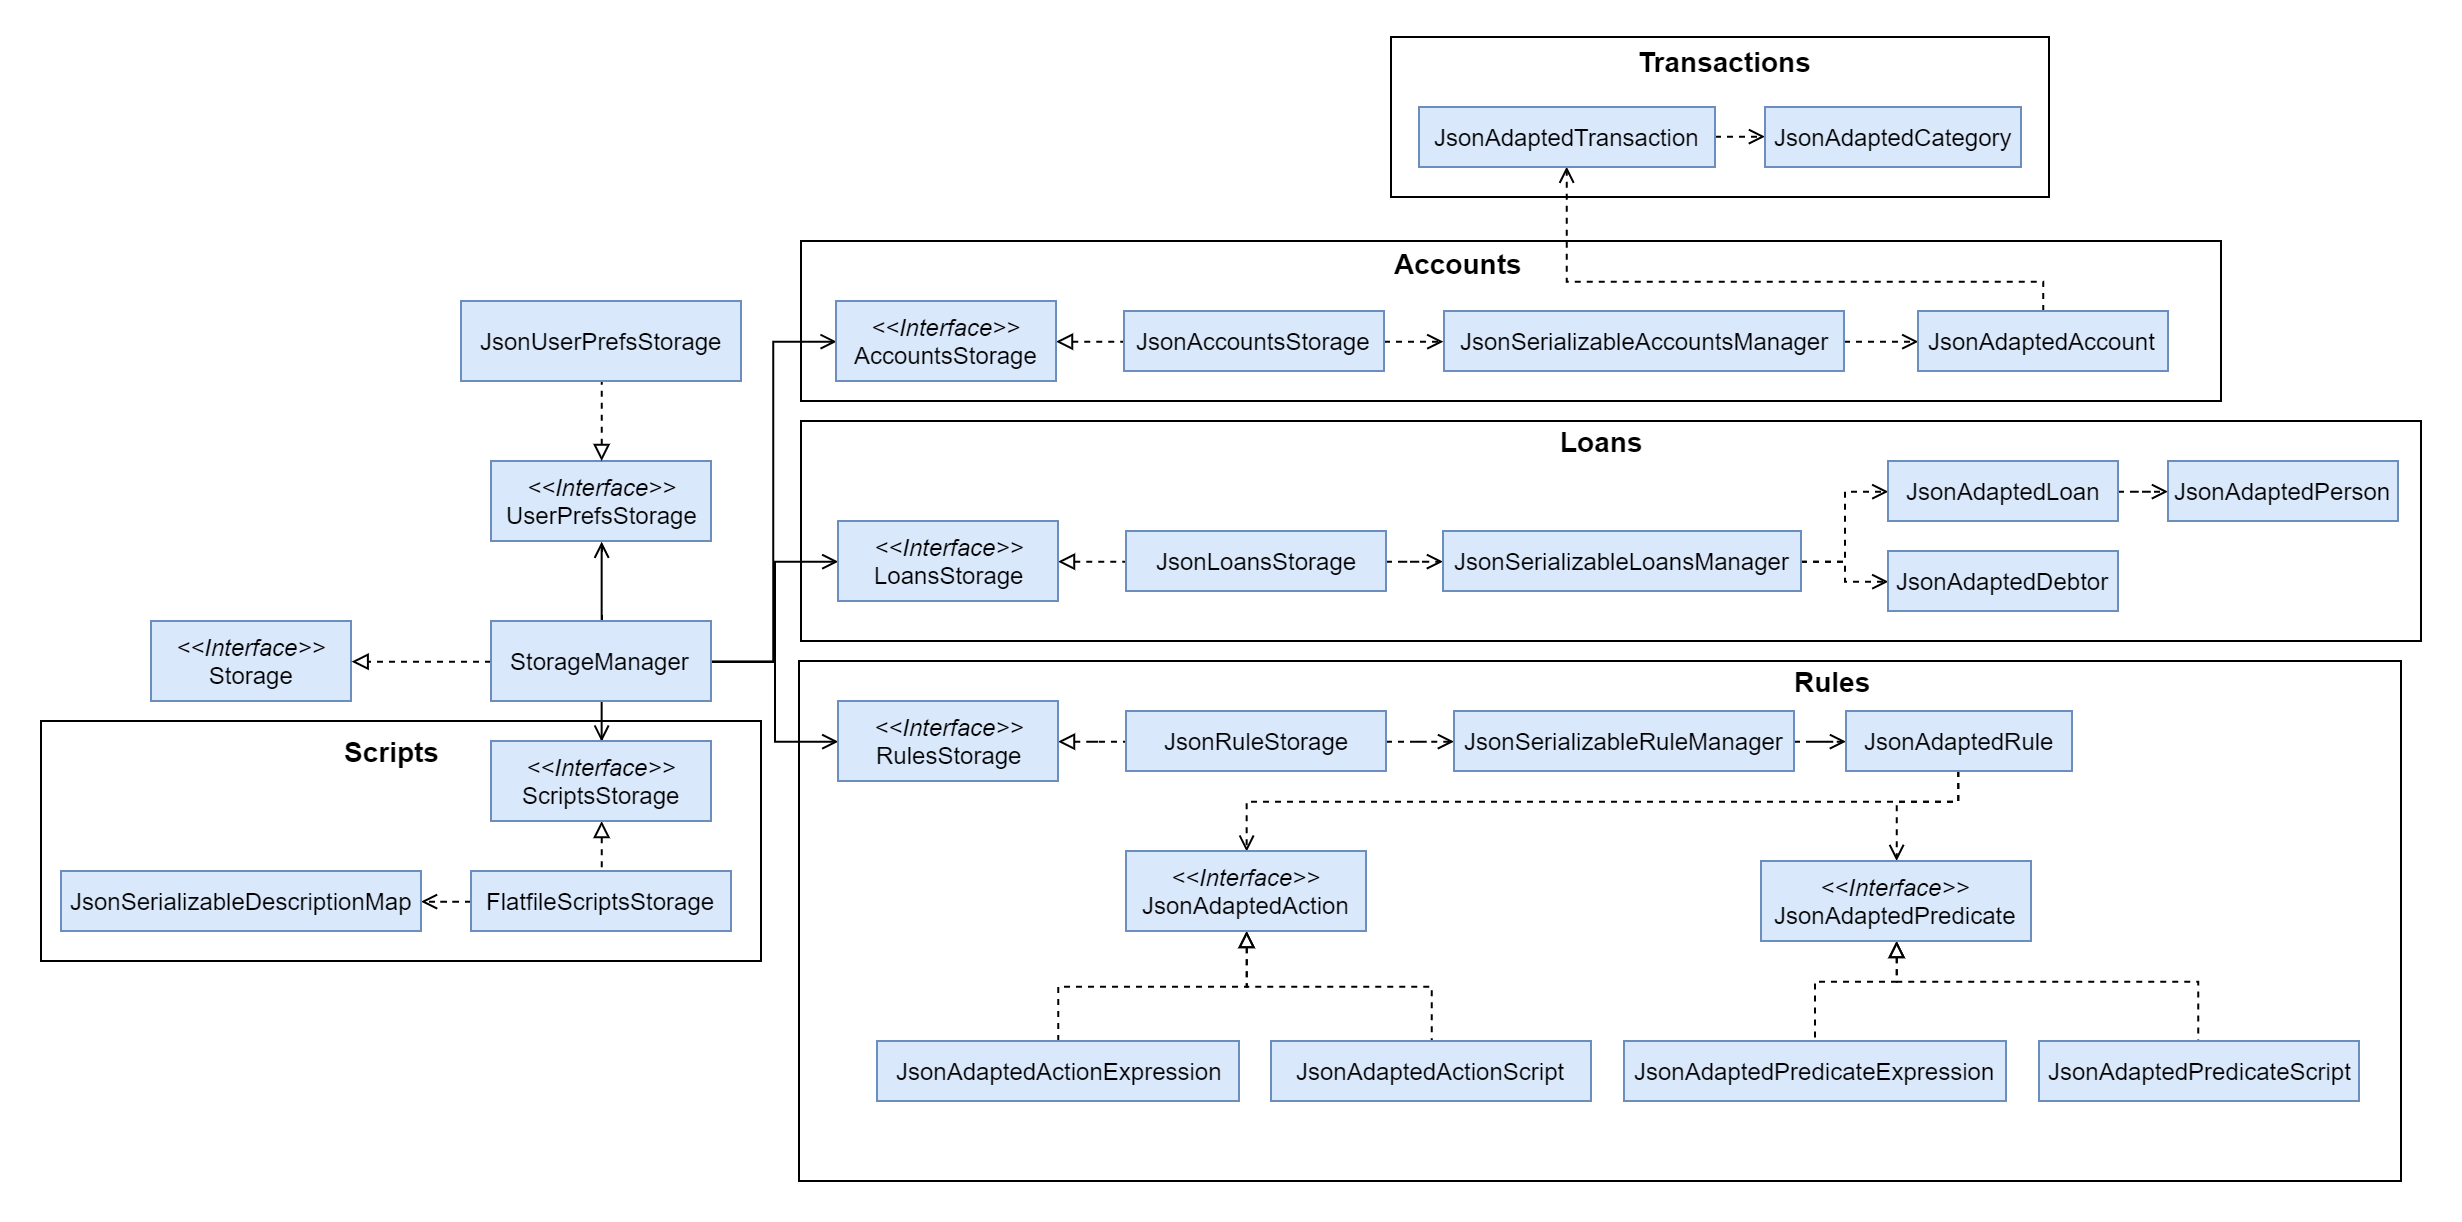 Transactions
JsonAdaptedTransaction
JsonAdaptedCategory
Accounts
<<Interface>>
AccountsStorage
JsonAccountsStorage
JsonSerializableAccountsManager
JsonAdaptedAccount
JsonUserPrefsStorage
<<Interface>>
UserPrefsStorage
Loans
<<Interface>>
LoansStorage
JsonLoansStorage
JsonSerializableLoansManager
JsonAdaptedLoan
JsonAdaptedPerson
JsonAdaptedDebtor
<<Interface>>
Storage
StorageManager
Scripts
<<Interface>>
ScriptsStorage
JsonSerializableDescriptionMap
FlatfileScriptsStorage
Rules
<<Interface>>
RulesStorage
JsonRuleStorage
JsonSerializableRuleManager
JsonAdaptedRule
<<Interface>>
JsonAdaptedAction
<<Interface>>
JsonAdaptedPredicate
JsonAdaptedActionExpression
JsonAdaptedActionScript
JsonAdaptedPredicateExpression
JsonAdaptedPredicateScript